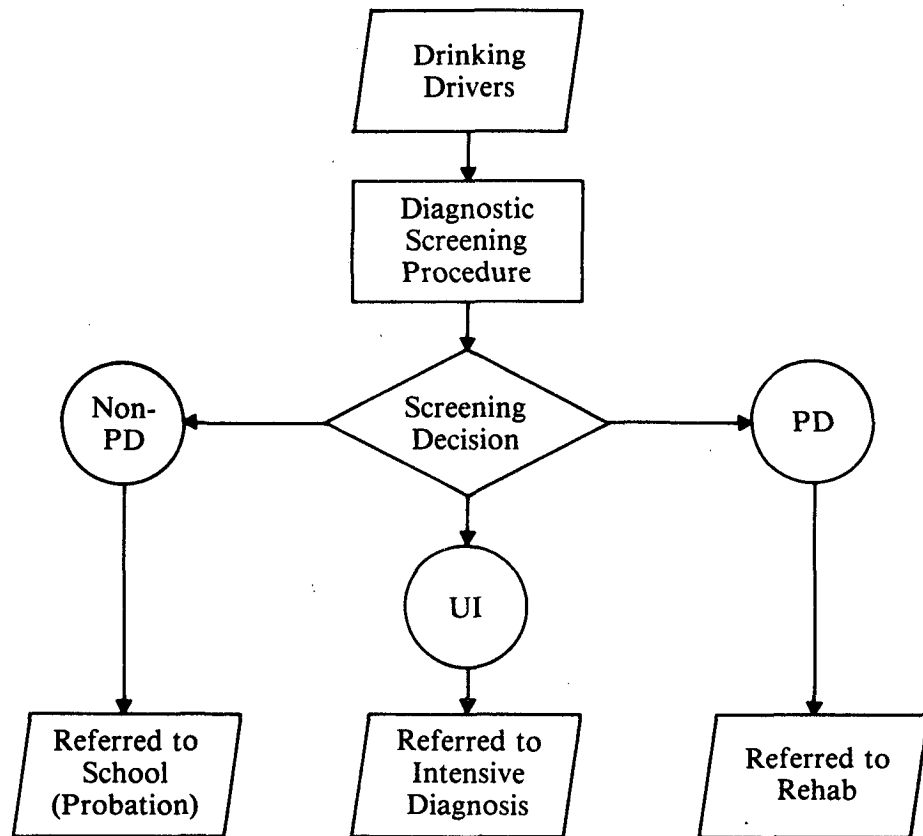 Drinking
Drivers
Diagnostic
Screening
Procedure
Non-
PD
Screening
Decision
PD
UI
Referred to
School
(Probation)
Referred to
Intensive
Diagnosis
Referred to
Rehab